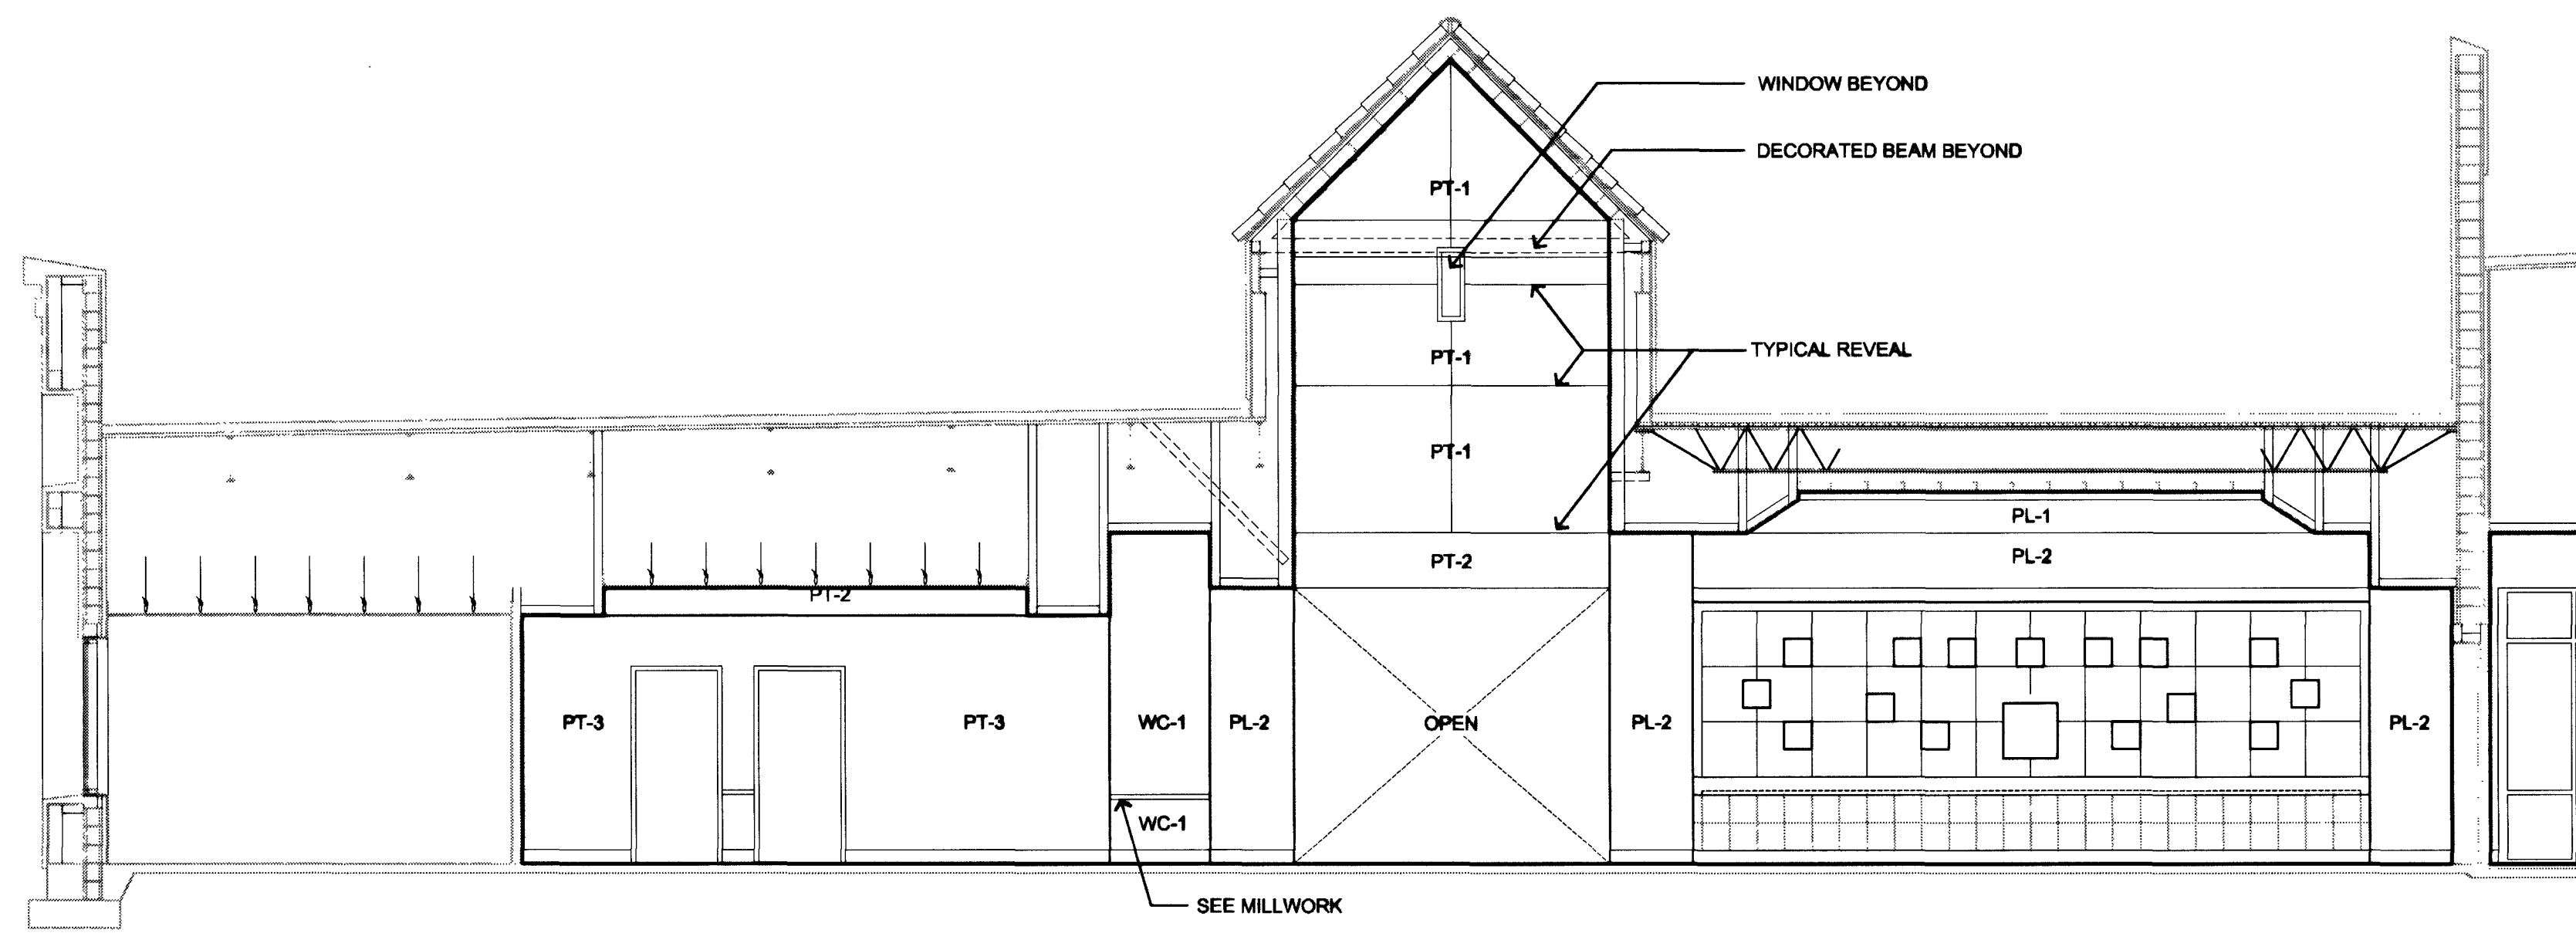 WINDOW BEYOND
DECORATED BEAM BEYOND
PT-1
TYPICAL REVEAL
PT-1
PT-1
PL-1
PT-2
PL-2
PT-2
PT-3
PT-3
WC-1
PL-2
OPEN
PL-2
PL-2
WC-1
SEE MILLWORK